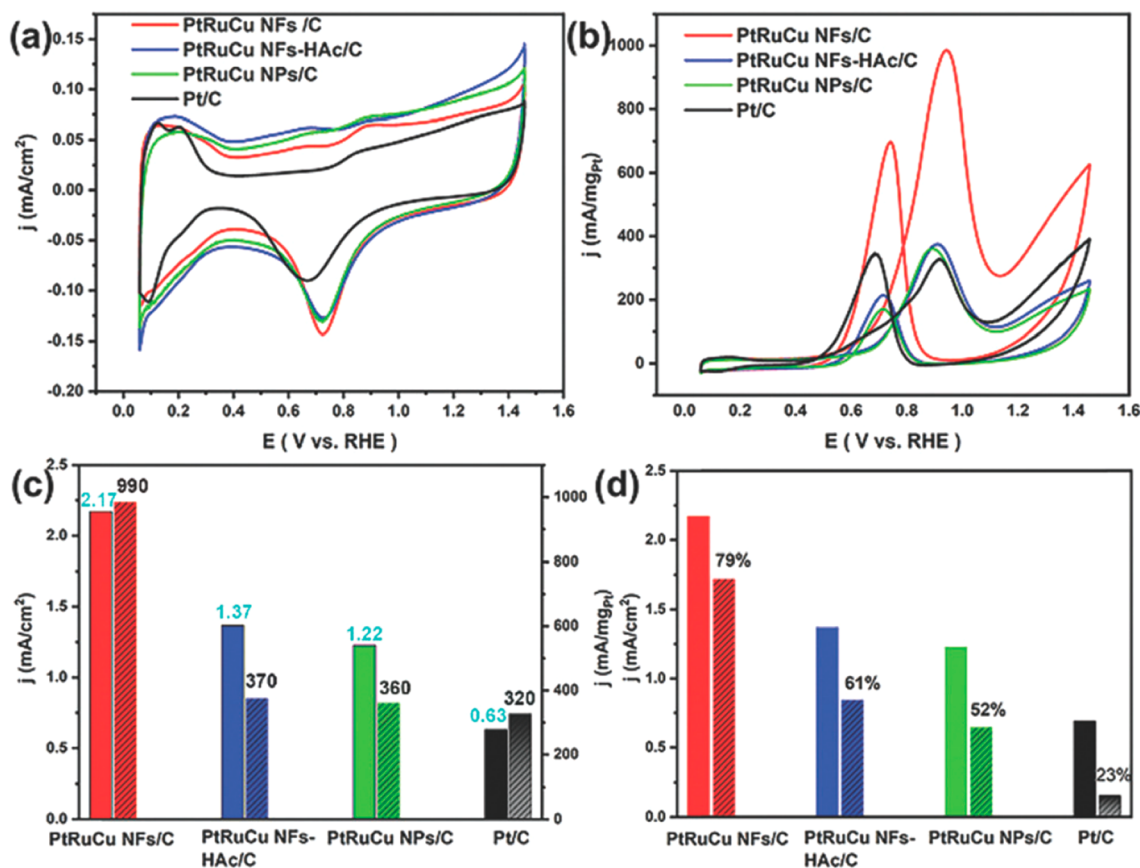 (a)
PtRuCu NFs /C
PtRuCu NFs-HAc/C
PtRuCu NPs/C
Pt/C
0.15
0.10
0.05
0.00
-0.05
-0.10
-0.15
-0.20
j (mA/cm²)
0.0 0.2 0.4 0.6 0.8 1.0 1.2 1.4 1.6
E ( V vs. RHE )
(b)
PtRuCu NFs/C
PtRuCu NFs-HAc/C
PtRuCu NPs/C
Pt/C
1000
800
600
400
200
0
j (mA/mgPt)
0.0 0.2 0.4 0.6 0.8 1.0 1.2 1.4 1.6
E ( V vs. RHE )
(c)
2.5
2.0
1.5
1.0
0.5
0.0
j (mA/cm²)
2.17 990
1.37
370
1.22
360
0.63 320
1000
800
600
400
200
0
j (mA/mgPt)
PtRuCu NFs/C PtRuCu NFs- PtRuCu NPs/C Pt/C
HAc/C
(d)
2.5
2.0
1.5
1.0
0.5
0.0
j (mA/cm²)
79%
61%
52%
23%
PtRuCu NFs/C PtRuCu NFs- PtRuCu NPs/C Pt/C
HAc/C